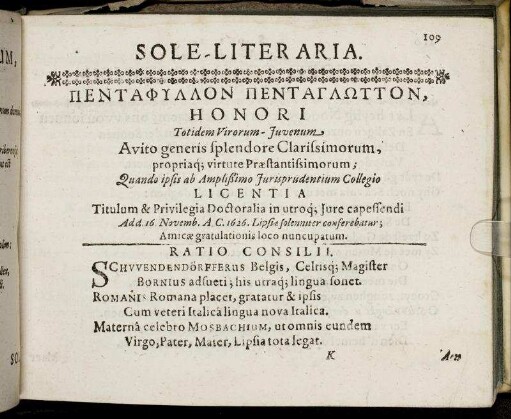 109
SOLE-LITERARIA.
ΠΕΝΤΑΦΥΛΛΟΝ ΠΕΝΤΑΓΛΩΤΤΟΝ,
HONORI
Totidem Virorum-Juvenum,
Avito generis splendore Clarissimorum,
propriaq; virtute Præstantissimorum;
Quando ipsis ab Amplissimo Jurisprudentium Collegio
LICENTIA
Titulum & Privilegia Doctoralia in utroq; Jure capessendi
Ad d. 16. Novemb. A. C. 1626. Lipsiæ solenniter conferebatur;
Amicæ gratulationis loco nuncupatum.
RATIO CONSILII.
SCHVVENDENDÖRFFERUS Belgis, Celtisq; Magister
BORNIUS adsueti; his utraq; lingua sonet.
ROMAÑI Romana placet, gratatur & ipsis
Cum veteri Italicâ lingua nova Italica.
Maternâ celebro MOSBACHIUM, ut omnis eundem
Virgo, Pater, Mater, Lipsia tota legat.
K